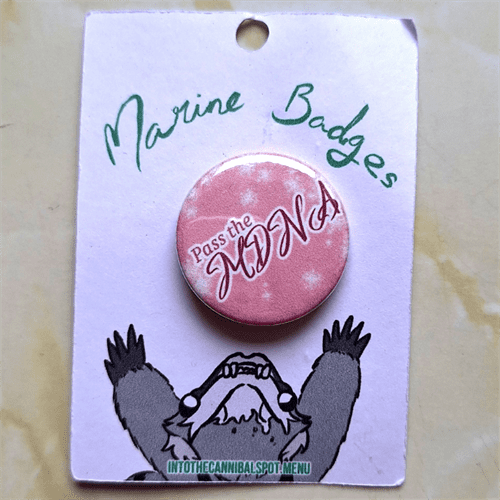 Marine Badges
Pass the
MDNA
INTOTHECANNIBALSPOT.MENU